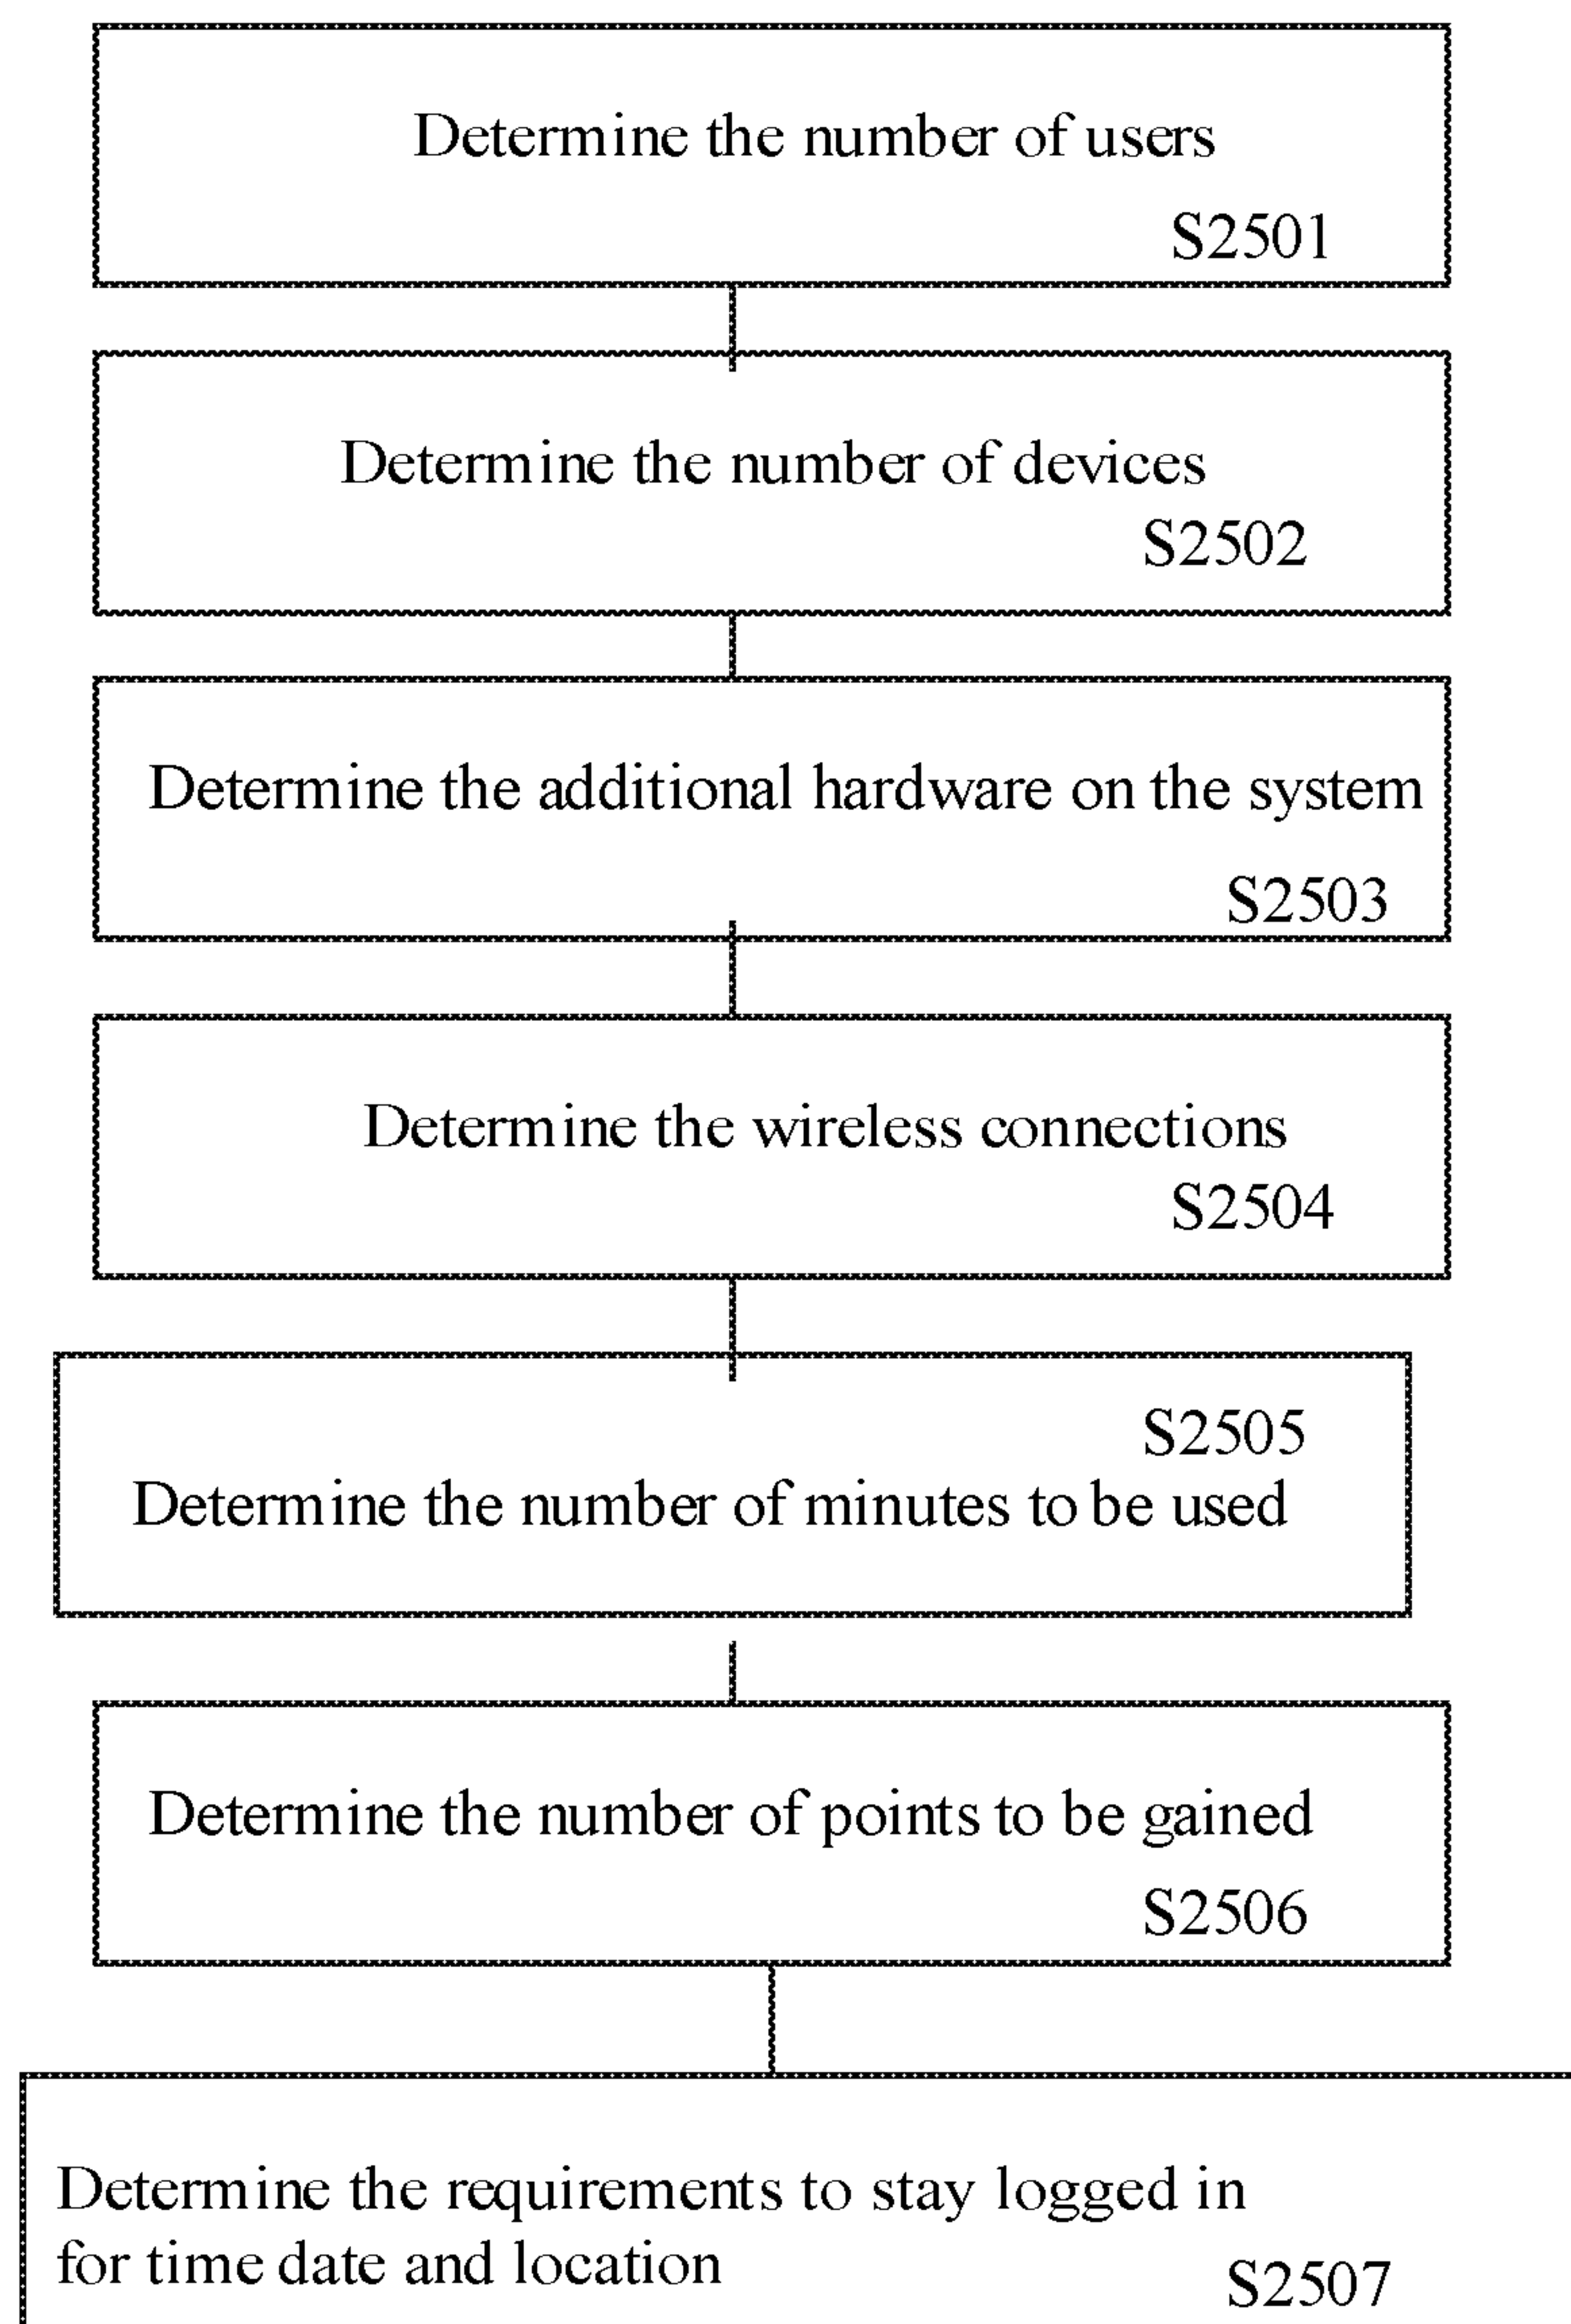 Determine the number of users
S2501
Determine the number of devices
S2502
Determine the additional hardware on the system
S2503
Determine the wireless connections
S2504
S2505
Determine the number of minutes to be used
Determine the number of points to be gained
S2506
Determine the requirements to stay logged in
for time date and location
S2507